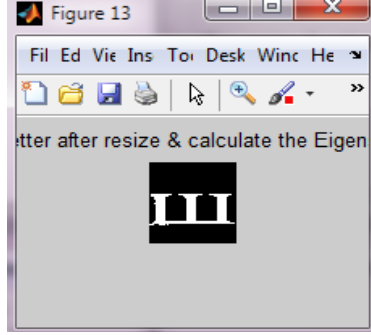 Figure 13
Fil Ed Vie Ins Too Desk Winc He
etter after resize & calculate the Eigen
Ш